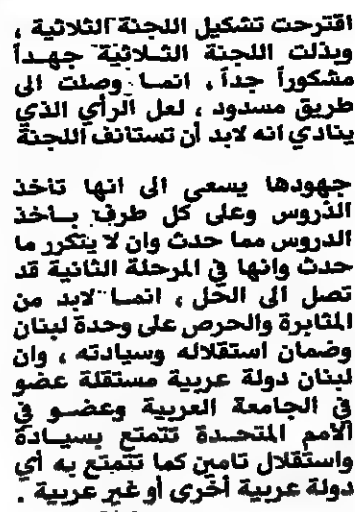 اقترحت تشكيل اللجنة الثلاثية ،
وبذلت اللجنة الثلاثية جهداً
مشكوراً جداً ، انما وصلت الى
طريق مسدود ، لعل الرأي الذي
ينادي انه لابد أن تستأنف اللجنة
جهودها يسعى الى انها تأخذ
الدروس وعلى كل طرف يأخذ
الدروس مما حدث وان لا يتكرر ما
حدث وانها في المرحلة الثانية قد
تصل الى الحل ، انما لابد من
المثابرة والحرص على وحدة لبنان
وضمان استقلاله وسيادته ، وان
لبنان دولة عربية مستقلة عضو
في الجامعة العربية وعضو في
الأمم المتحدة تتمتع بسيادة
واستقلال تامين كما تتمتع به أي
دولة عربية أخرى أو غير عربية .